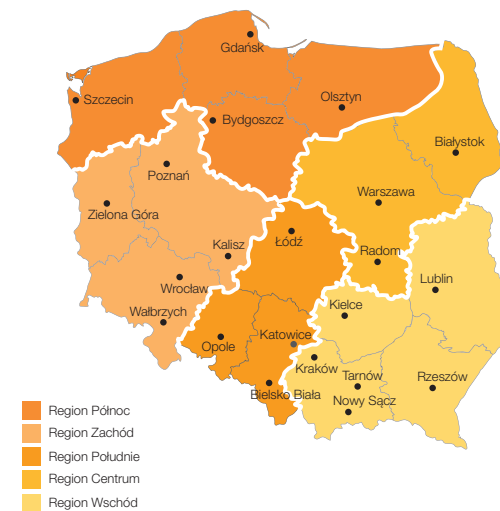 Gdańsk
Szczecin
Olsztyn
Bydgoszcz
Białystok
Poznań
Warszawa
Zielona Góra
Kalisz
Łódź
Radom
Wrocław
Lublin
Wałbrzych
Kielce
Opole
Katowice
Kraków
Tarnów
Rzeszów
Bielsko Biała
Nowy Sącz
Region Północ
Region Zachód
Region Południe
Region Centrum
Region Wschód